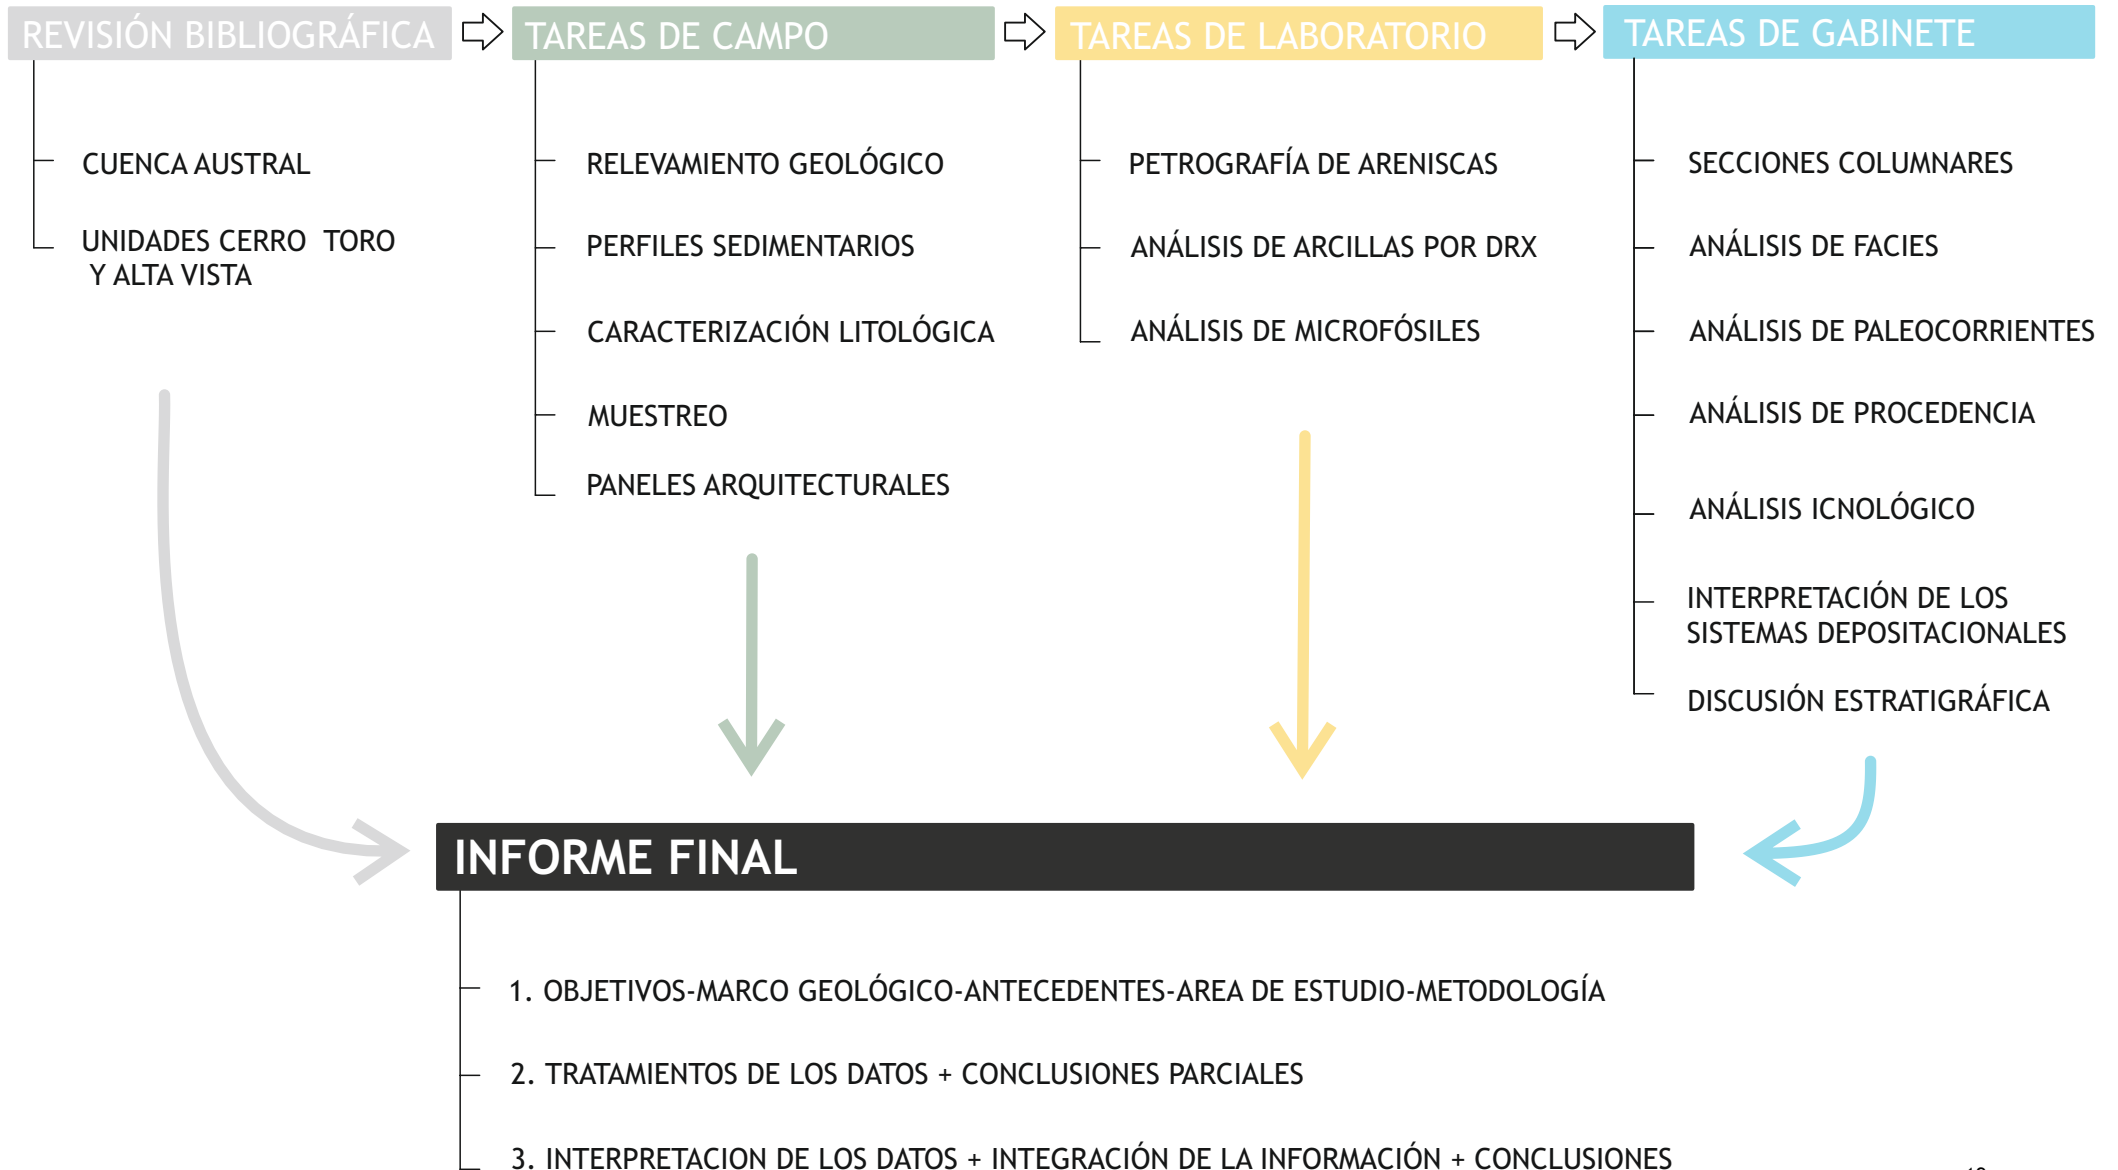 REVISIÓN BIBLIOGRÁFICA
TAREAS DE CAMPO
TAREAS DE LABORATORIO
TAREAS DE GABINETE
CUENCA AUSTRAL
UNIDADES CERRO TORO
Y ALTA VISTA
RELEVAMIENTO GEOLÓGICO
PERFILES SEDIMENTARIOS
CARACTERIZACIÓN LITOLÓGICA
MUESTREO
PANELES ARQUITECTURALES
PETROGRAFÍA DE ARENISCAS
ANÁLISIS DE ARCILLAS POR DRX
ANÁLISIS DE MICROFÓSILES
SECCIONES COLUMNARES
ANÁLISIS DE FACIES
ANÁLISIS DE PALEOCORRIENTES
ANÁLISIS DE PROCEDENCIA
ANÁLISIS ICNOLÓGICO
INTERPRETACIÓN DE LOS
SISTEMAS DEPOSITACIONALES
DISCUSIÓN ESTRATIGRÁFICA
INFORME FINAL
1. OBJETIVOS-MARCO GEOLÓGICO-ANTECEDENTES-AREA DE ESTUDIO-METODOLOGÍA
2. TRATAMIENTOS DE LOS DATOS + CONCLUSIONES PARCIALES
3. INTERPRETACION DE LOS DATOS + INTEGRACIÓN DE LA INFORMACIÓN + CONCLUSIONES